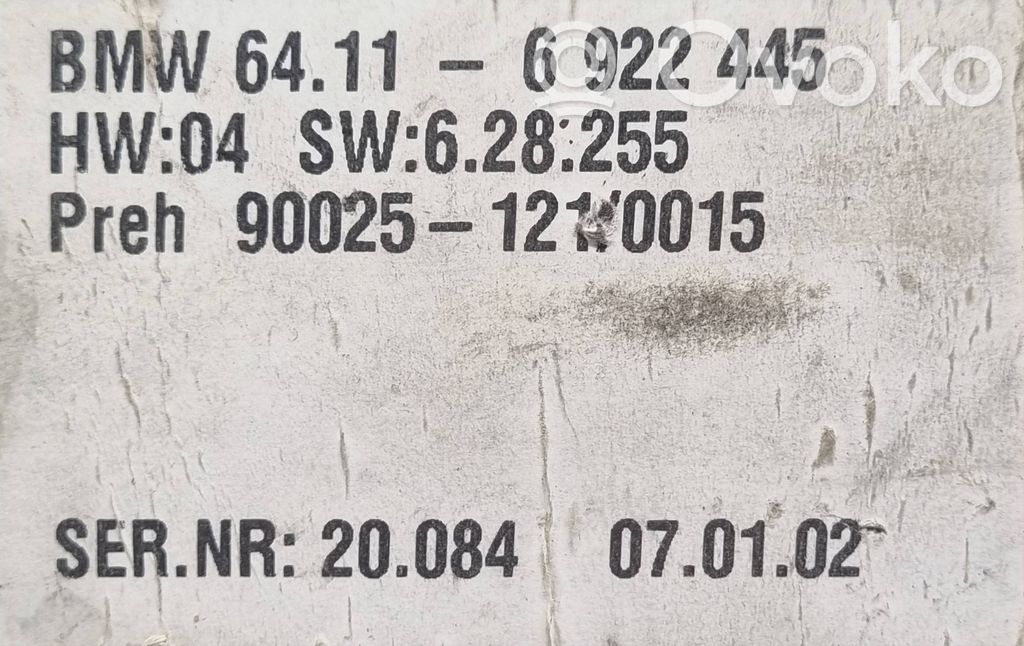 BMW 64.11 – 6 922 445
ovoko
HW:04 SW:6.28:255
Preh 90025–121/0015
SER.NR: 20.084 07.01.02